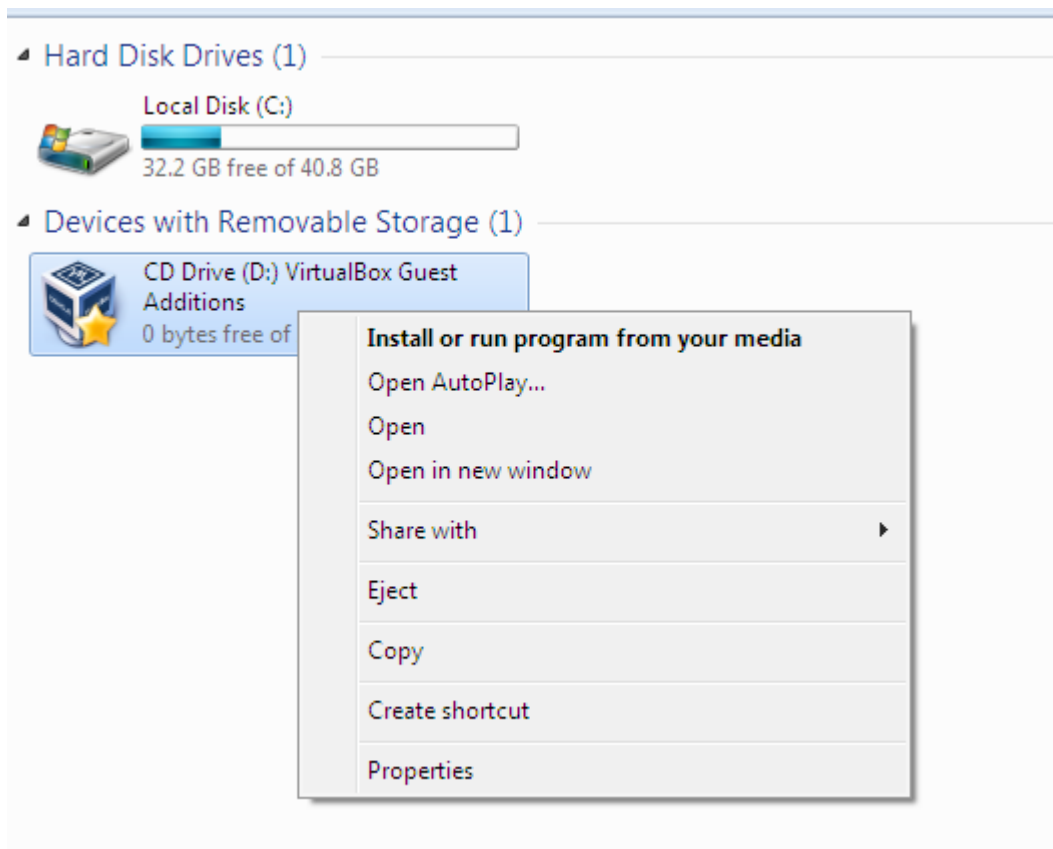 Hard Disk Drives (1)
Local Disk (C:)
32.2 GB free of 40.8 GB
Devices with Removable Storage (1)
CD Drive (D:) VirtualBox Guest
Additions
0 bytes free of
Install or run program from your media
Open AutoPlay...
Open
Open in new window
Share with
Eject
Copy
Create shortcut
Properties